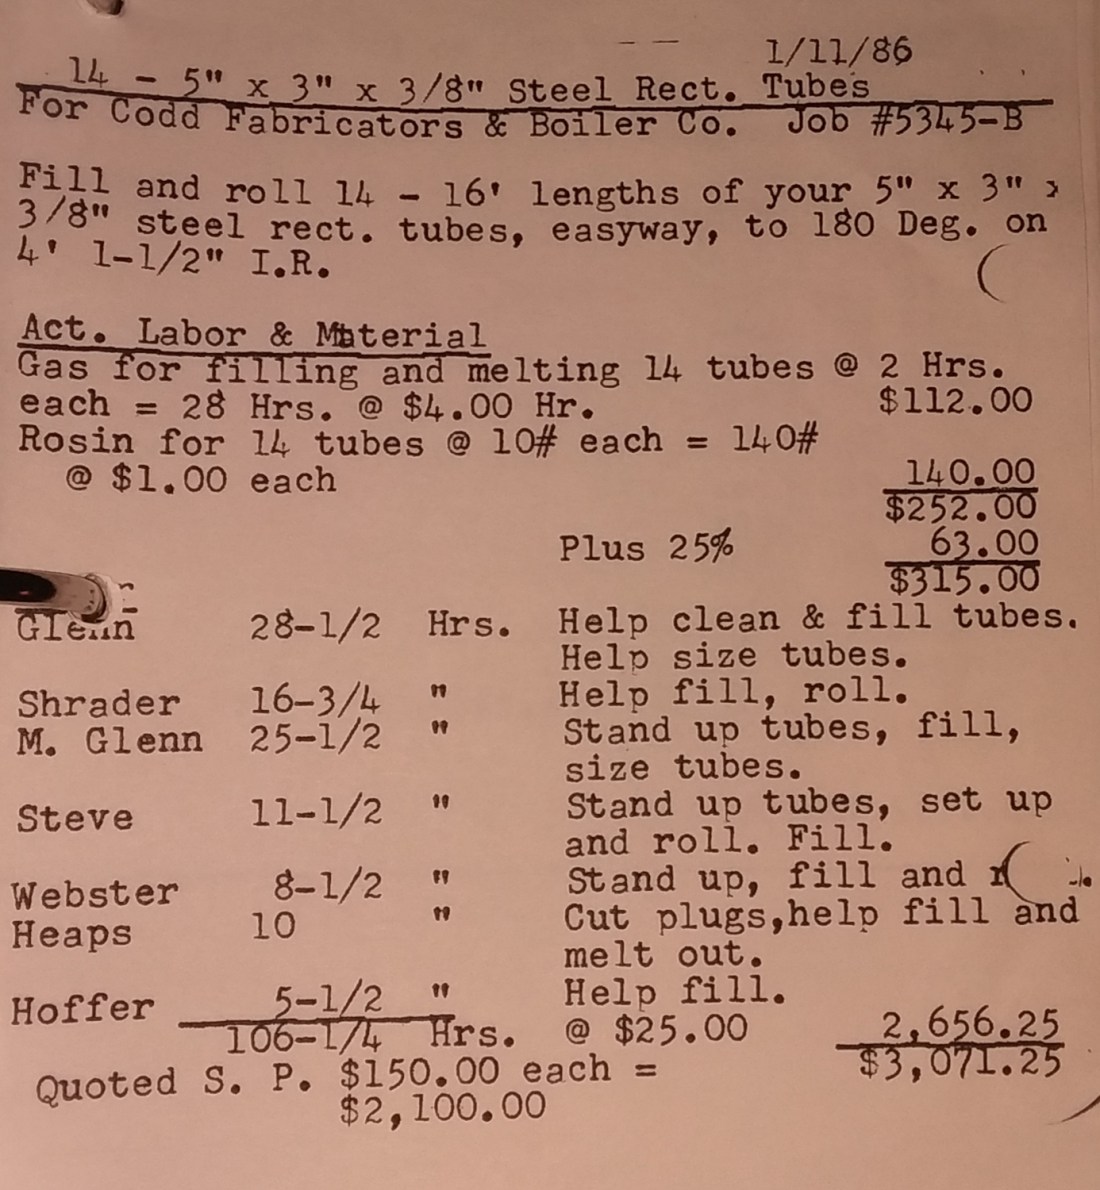 1/11/86
14 - 5" x 3" x 3/8" Steel Rect. Tubes
For Codd Fabricators & Boiler Co. Job #5345-B
Fill and roll 14 - 16' lengths of your 5" x 3" x
3/8" steel rect. tubes, easyway, to 180 Deg. on
4' 1-1/2" I.R.
Act. Labor & Material
Gas for filling and melting 14 tubes @ 2 Hrs.
each = 28 Hrs. @ $4.00 Hr. $112.00
Rosin for 14 tubes @ 10# each = 140#
@ $1.00 each 140.00
$252.00
Plus 25% 63.00
$315.00
Glenn 28-1/2 Hrs. Help clean & fill tubes.
Help size tubes.
Shrader 16-3/4 " Help fill, roll.
M. Glenn 25-1/2 " Stand up tubes, fill,
size tubes.
Steve 11-1/2 " Stand up tubes, set up
and roll. Fill.
Webster 8-1/2 " Stand up, fill and
Heaps 10 " Cut plugs,help fill and
melt out.
Hoffer 5-1/2 " Help fill.
106-1/4 Hrs. @ $25.00 2,656.25
$3,071.25
Quoted S. P. $150.00 each =
$2,100.00